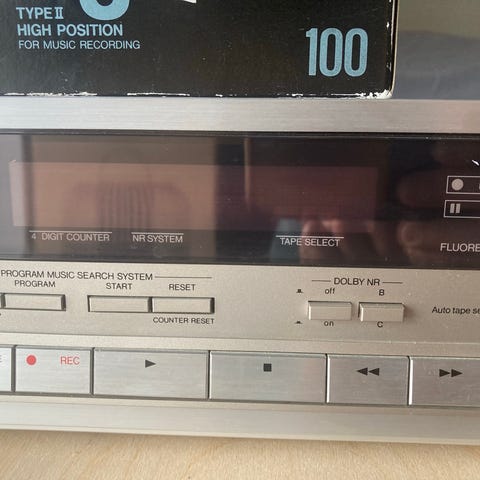 TYPE II
HIGH POSITION
FOR MUSIC RECORDING
100
4 DIGIT COUNTER
NR SYSTEM
TAPE SELECT
FLUORE
PROGRAM MUSIC SEARCH SYSTEM
PROGRAM
START
RESET
COUNTER RESET
DOLBY NR
off
B
on
C
Auto tape se
REC